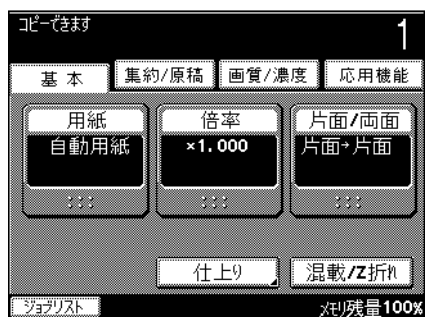 コピーできます
1
基本 集約/原稿 画質/濃度 応用機能
用紙 倍率 片面/両面
自動用紙 ×1.000 片面→片面
仕上り 混載/Z折れ
ジョブリスト メモリ残量100%